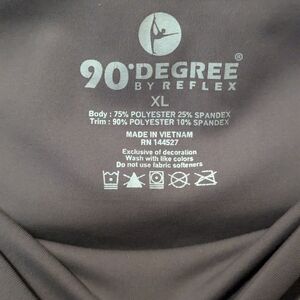 90°DEGREE®
BY REFLEX
XL
Body : 75% POLYESTER 25% SPANDEX
Trim : 90% POLYESTER 10% SPANDEX
MADE IN VIETNAM
RN 144527
Exclusive of decoration
Wash with like colors
Do not use fabric softeners